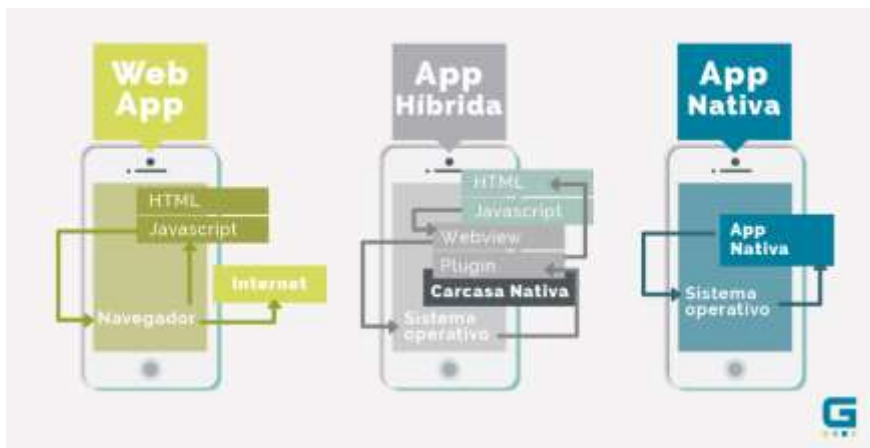 Web
App
HTML
Javascript
Internet
Navegador
App
Híbrida
HTML
Javascript
Webview
Plugin
Carcasa Nativa
Sistema
operativo
App
Nativa
App
Nativa
Sistema
operativo
G